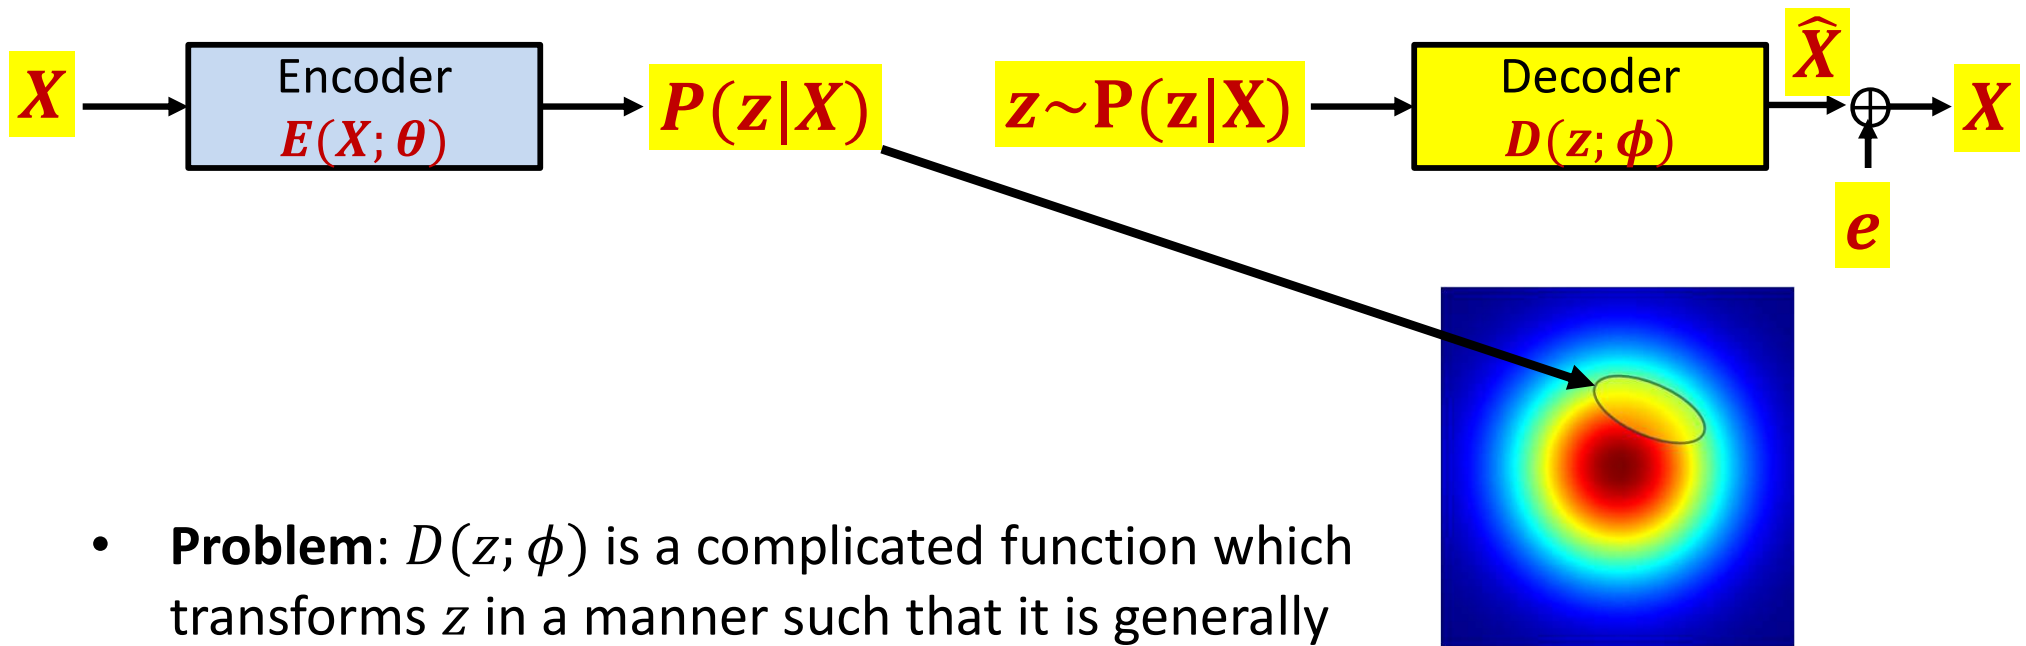 X
Encoder
E(X; θ)
P(z|X)
z~P(z|X)
Decoder
D(z; ϕ)
X̂
⊕
X
e
• Problem: D(z; ϕ) is a complicated function which
transforms z in a manner such that it is generally